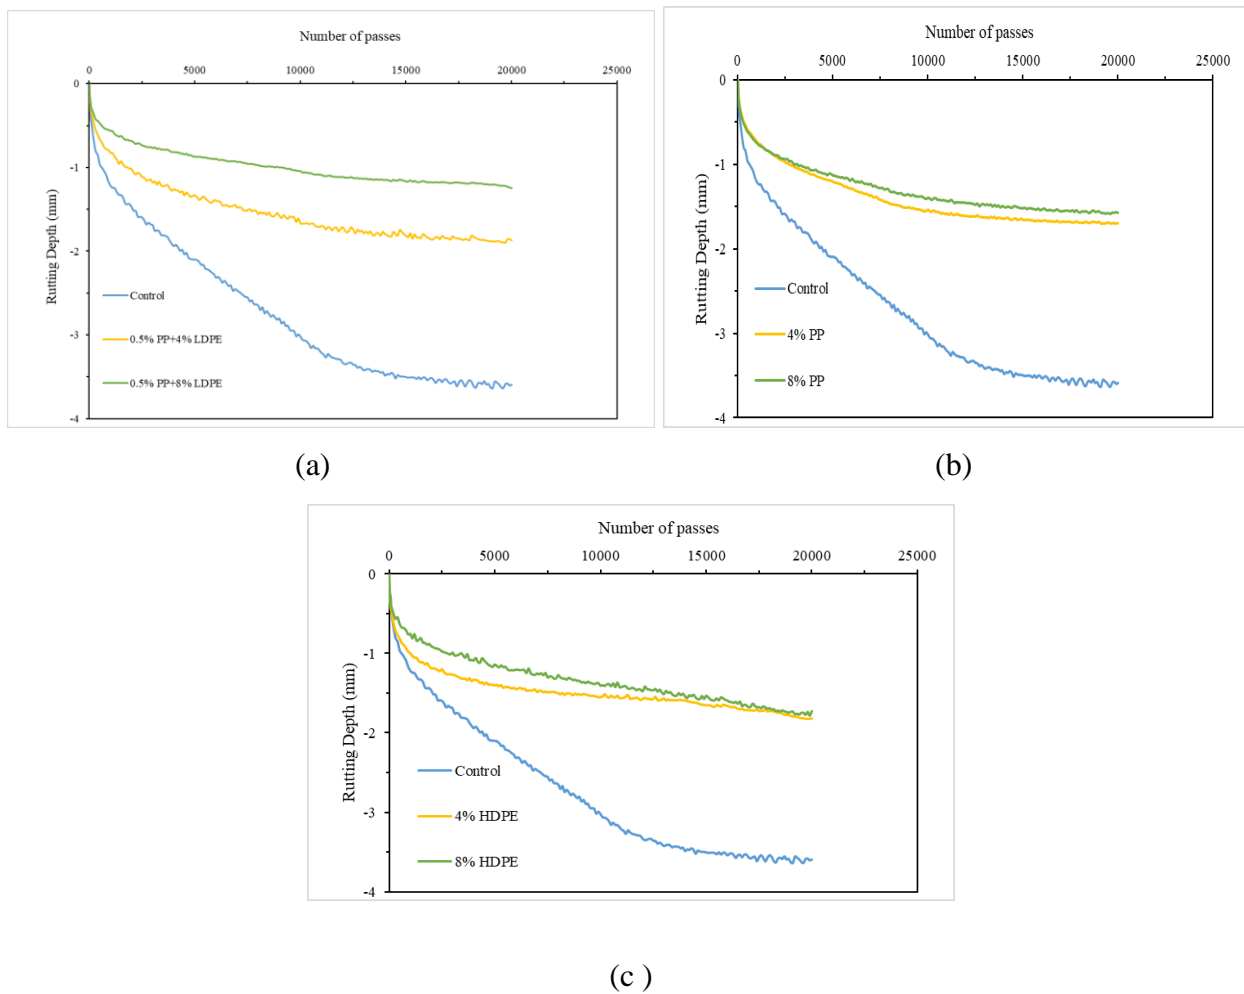 Number of passes
0 5000 10000 15000 20000 25000
0
-1
-2
-3
-4
Rutting Depth (mm)
Control
0.5% PP+4% LDPE
0.5% PP+8% LDPE
(a)
Number of passes
0 5000 10000 15000 20000 25000
0
-1
-2
-3
-4
Rutting Depth (mm)
Control
4% PP
8% PP
(b)
Number of passes
0 5000 10000 15000 20000 25000
0
-1
-2
-3
-4
Rutting Depth (mm)
Control
4% HDPE
8% HDPE
(c )